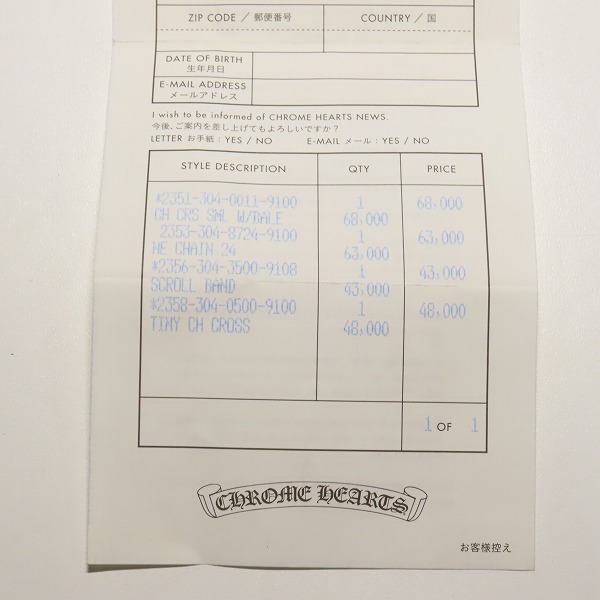 ZIP CODE / 郵便番号 COUNTRY / 国
DATE OF BIRTH
生年月日
E-MAIL ADDRESS
メールアドレス
I wish to be informed of CHROME HEARTS NEWS.
今後、ご案内を差し上げてもよろしいですか？
LETTER お手紙：YES / NO E-MAIL メール：YES / NO
STYLE DESCRIPTION QTY PRICE
*2351-304-0011-9100 1 68,000
CH CRS SML W/BALE 68,000
2353-304-8724-9100 1 63,000
NE CHAIN 24 63,000
*2356-304-3500-9108 1 43,000
SCROLL BAND 43,000
*2358-304-0500-9100 1 48,000
TINY CH CROSS 48,000
1 OF 1
CHROME HEARTS
お客様控え